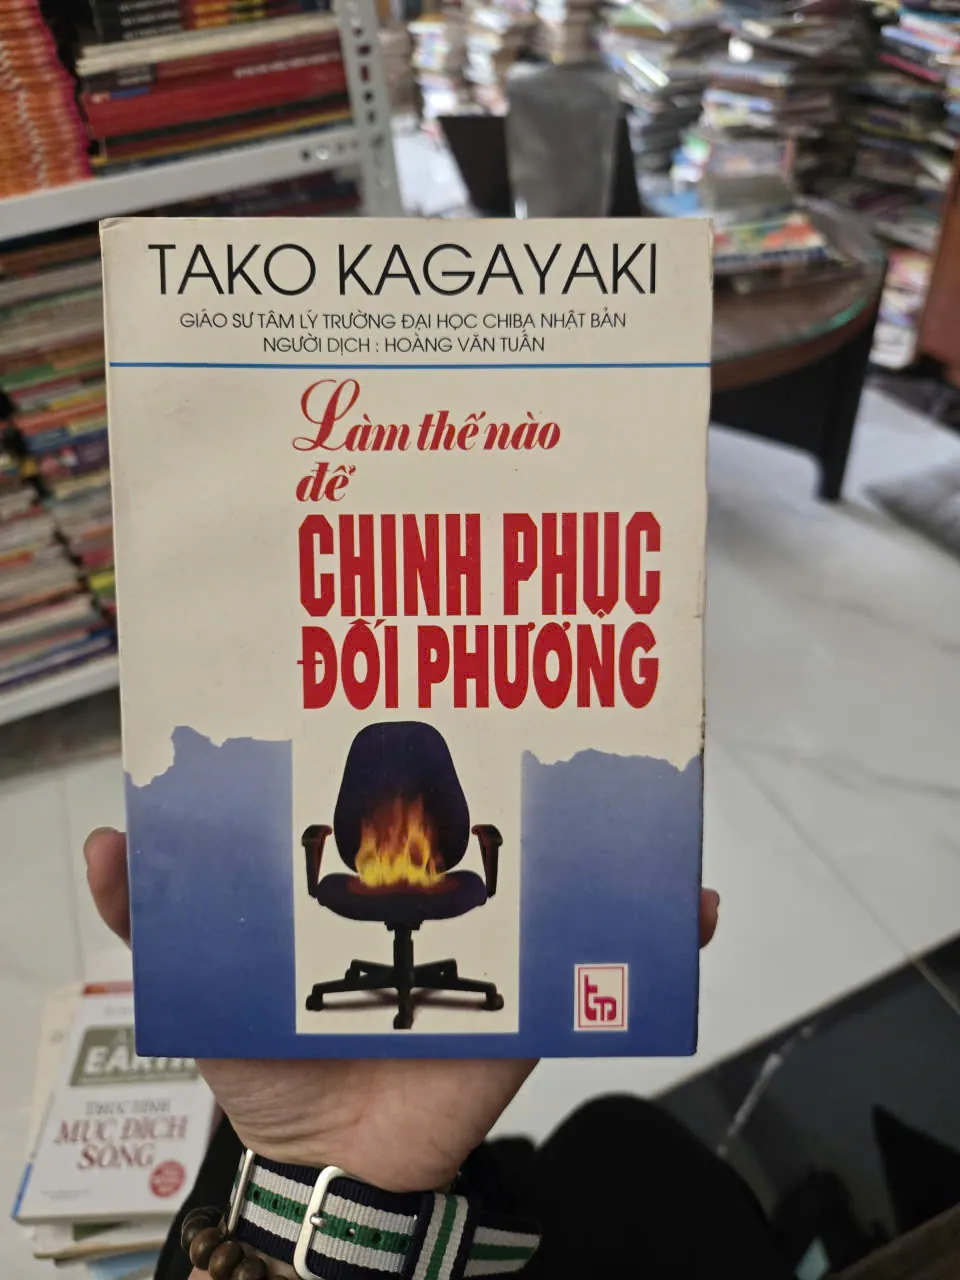 TAKO KAGAYAKI
GIÁO SƯ TÂM LÝ TRƯỜNG ĐẠI HỌC CHIBA NHẬT BẢN
NGƯỜI DỊCH : HOÀNG VĂN TUẤN
Làm thế nào
để
CHINH PHỤC
ĐỐI PHƯƠNG
MỤC ĐÍCH
SỐNG